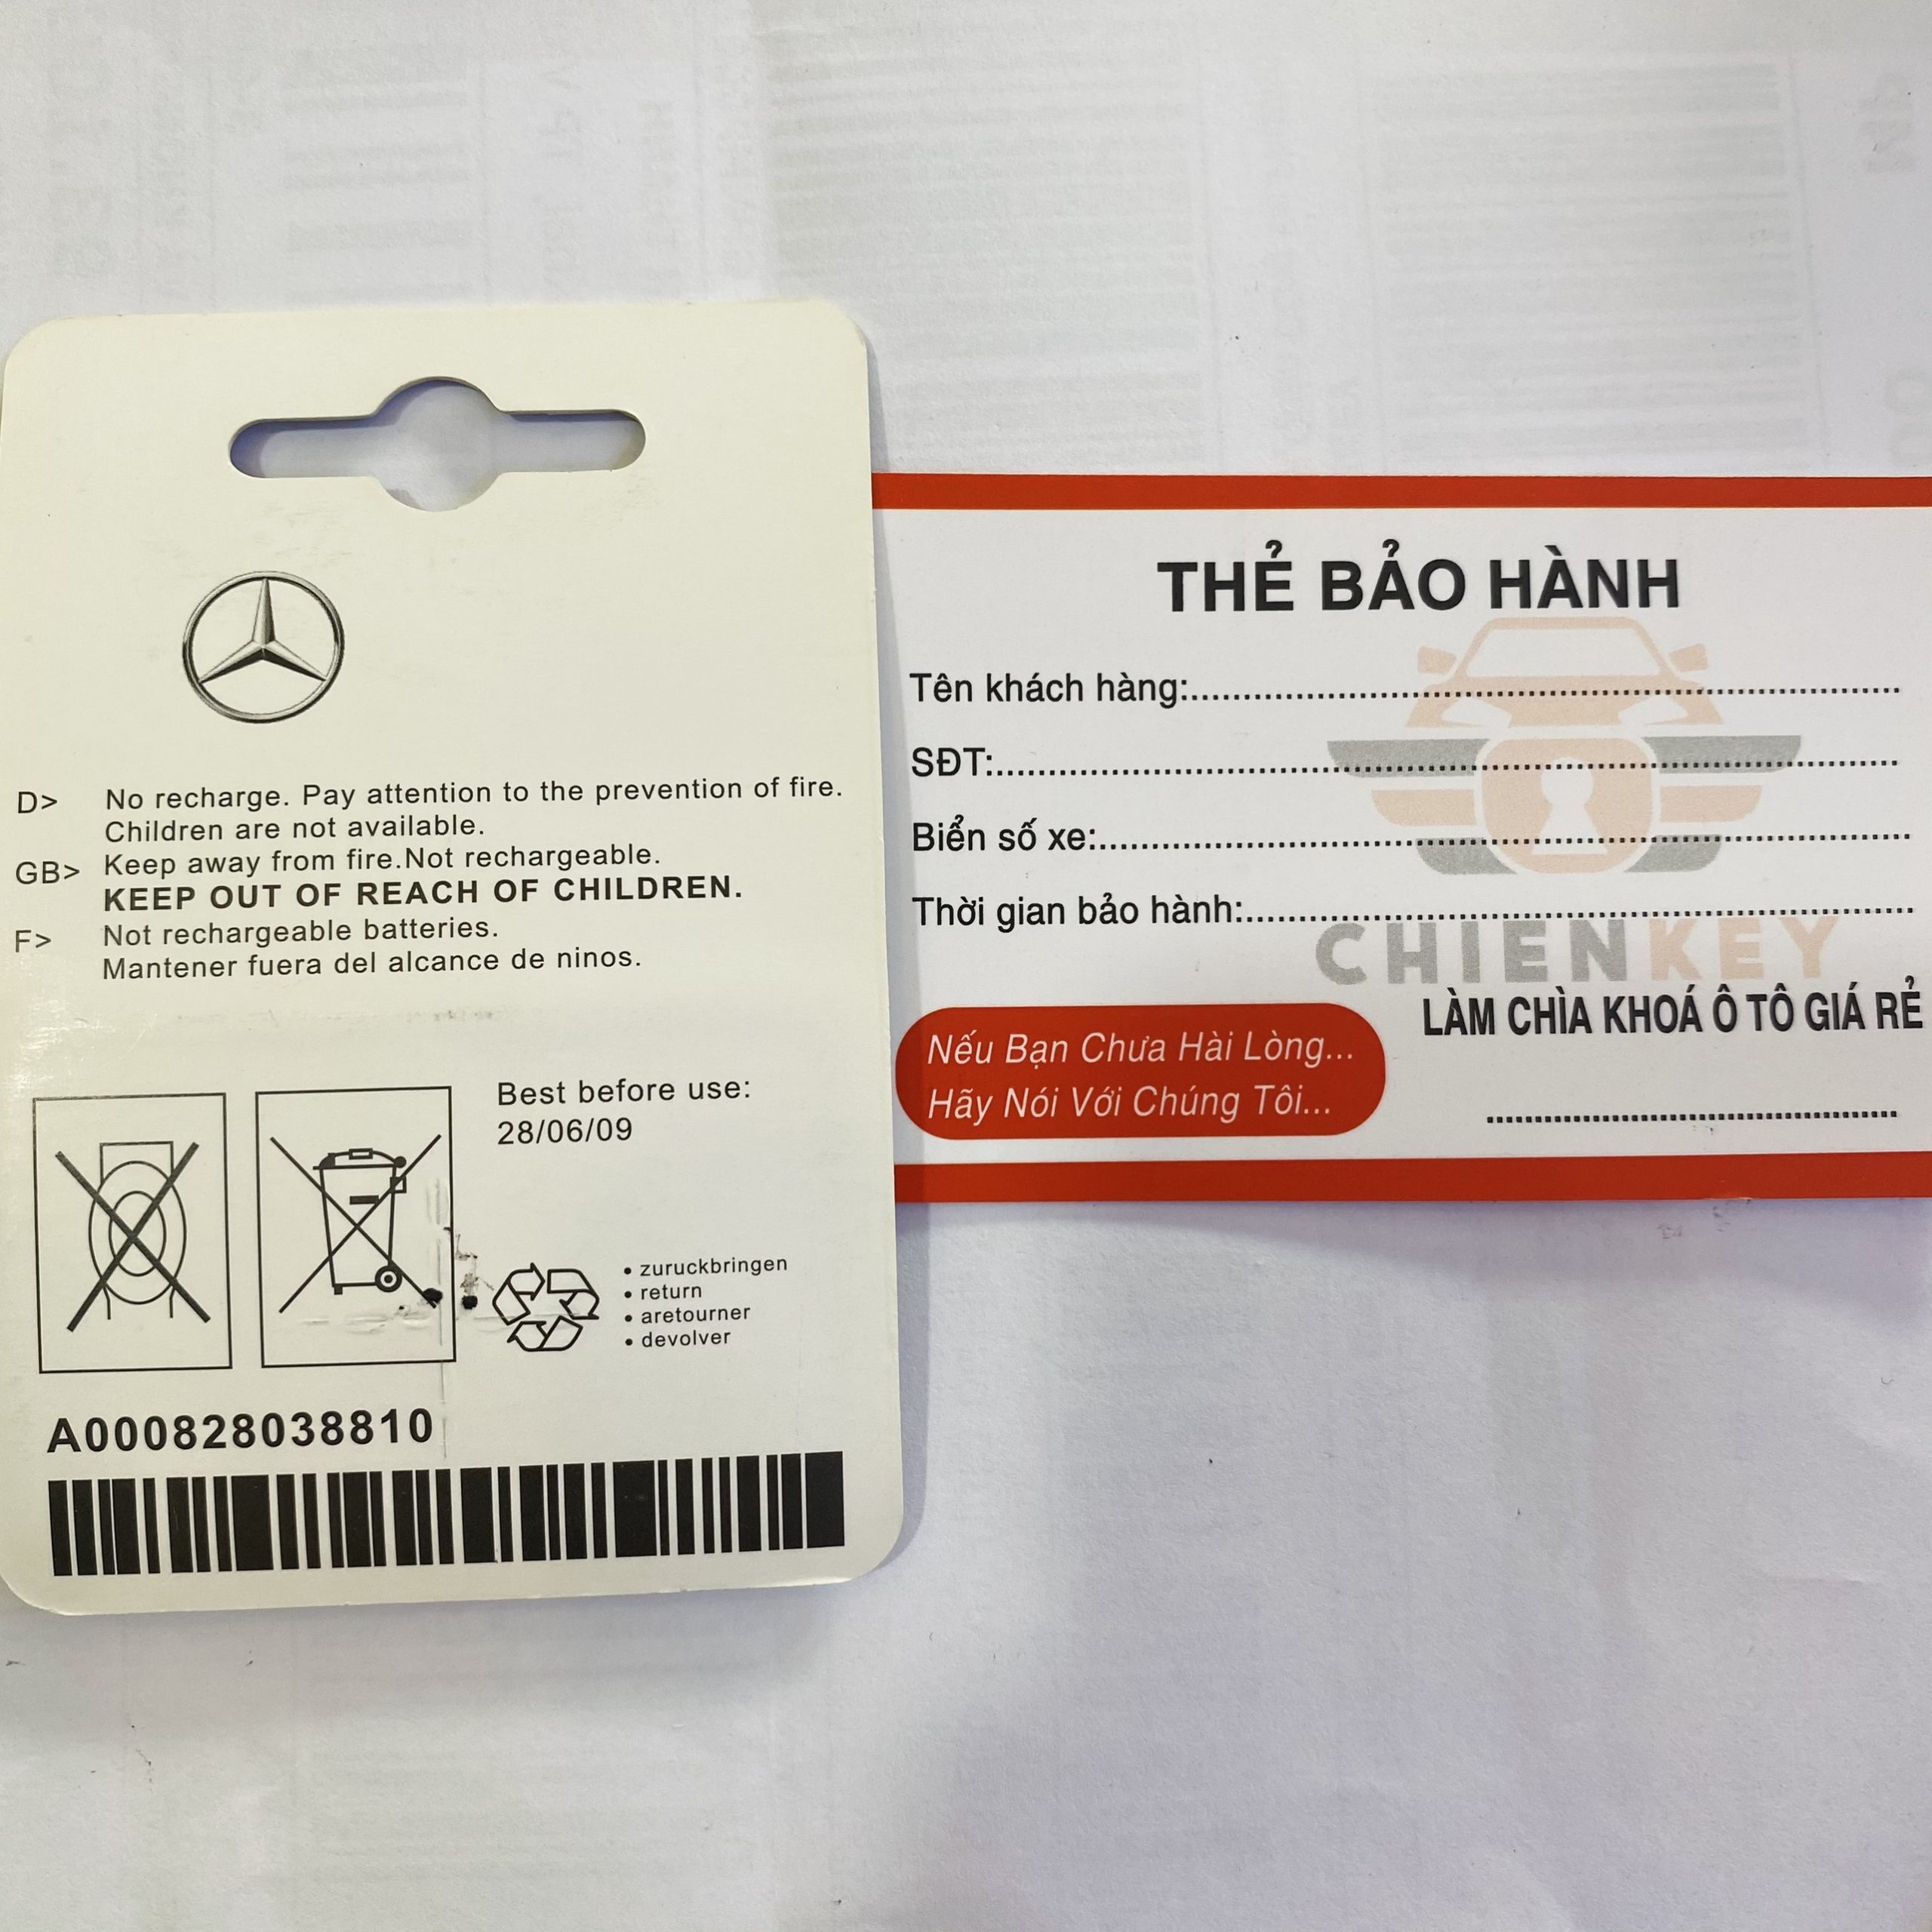 D> No recharge. Pay attention to the prevention of fire.
Children are not available.
GB> Keep away from fire.Not rechargeable.
KEEP OUT OF REACH OF CHILDREN.
F> Not rechargeable batteries.
Mantener fuera del alcance de ninos.
Best before use:
28/06/09
• zuruckbringen
• return
• aretourner
• devolver
A000828038810
THẺ BẢO HÀNH
Tên khách hàng:
SĐT:
Biển số xe:
Thời gian bảo hành:
CHIENKEY
LÀM CHÌA KHOÁ Ô TÔ GIÁ RẺ
Nếu Bạn Chưa Hài Lòng...
Hãy Nói Với Chúng Tôi...